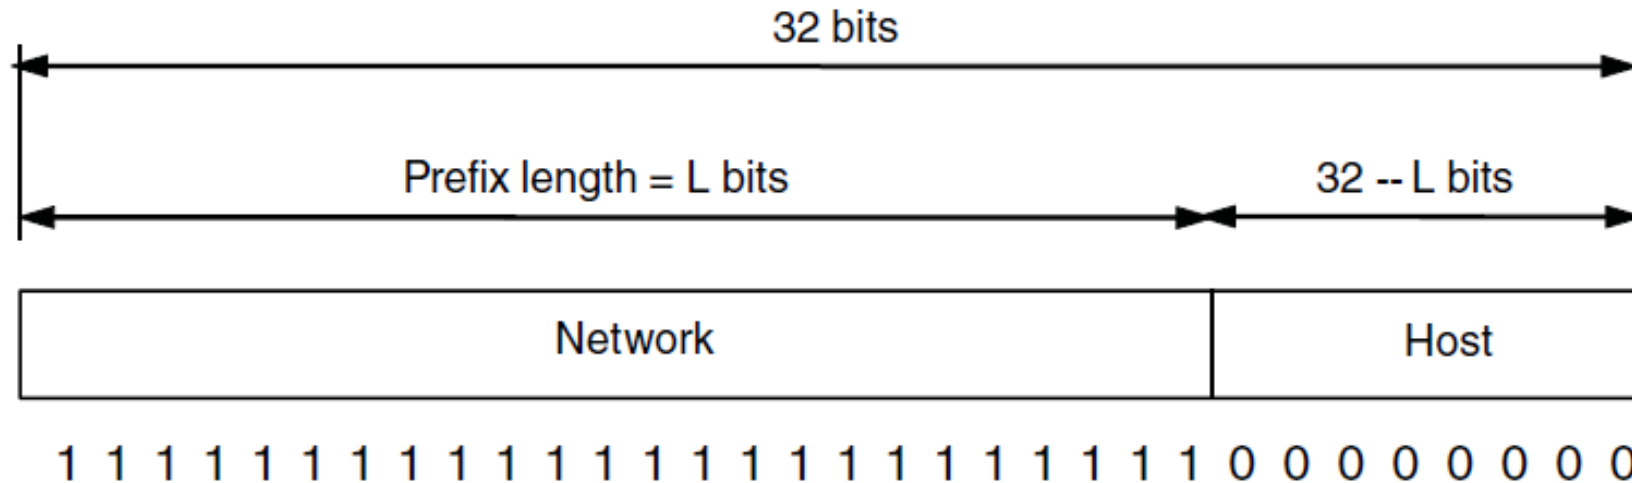 32 bits
Prefix length = L bits 32 -- L bits
Network Host
1 1 1 1 1 1 1 1 1 1 1 1 1 1 1 1 1 1 1 1 1 1 1 1 0 0 0 0 0 0 0 0